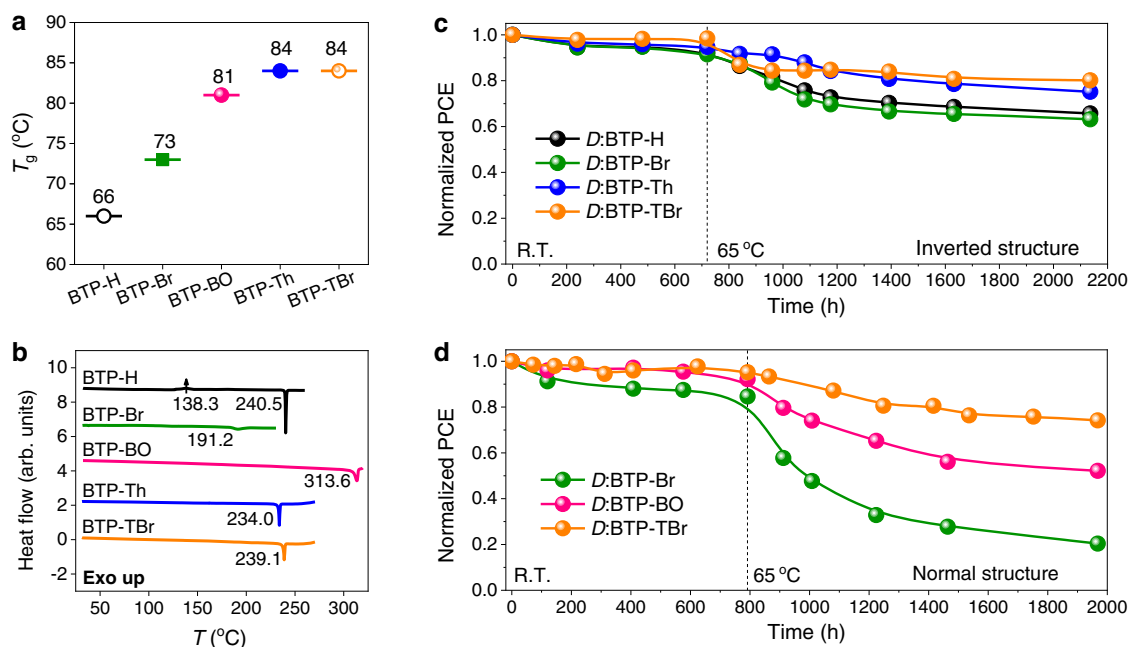 a
90
85
80
75
70
65
60
Tg (°C)
66
73
81
84
84
BTP-H
BTP-Br
BTP-BO
BTP-Th
BTP-TBr
b
10
8
6
4
2
0
-2
Heat flow (arb. units)
BTP-H
138.3
240.5
BTP-Br
191.2
BTP-BO
313.6
BTP-Th
234.0
BTP-TBr
239.1
Exo up
50 100 150 200 250 300
T (°C)
c
1.0
0.8
0.6
0.4
0.2
0.0
Normalized PCE
D:BTP-H
D:BTP-Br
D:BTP-Th
D:BTP-TBr
R.T.
65 °C
Inverted structure
0 200 400 600 800 1000 1200 1400 1600 1800 2000 2200
Time (h)
d
1.0
0.8
0.6
0.4
0.2
0.0
Normalized PCE
D:BTP-Br
D:BTP-BO
D:BTP-TBr
R.T.
65 °C
Normal structure
0 200 400 600 800 1000 1200 1400 1600 1800 2000
Time (h)